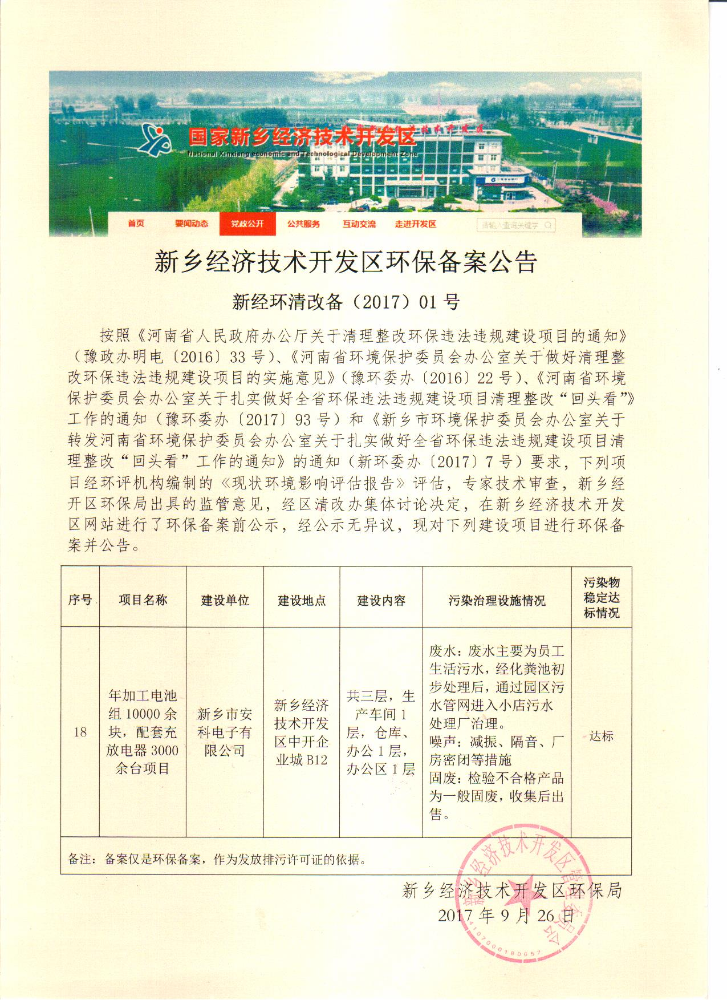 国家新乡经济技术开发区
National Xinxiang economic and Technological Development Zone
首页 要闻动态 党政公开 公共服务 互动交流 走进开发区 请输入查询关键字
新乡经济技术开发区环保备案公告
新经环清改备（2017）01 号
按照《河南省人民政府办公厅关于清理整改环保违法违规建设项目的通知》
（豫政办明电〔2016〕33 号）、《河南省环境保护委员会办公室关于做好清理整
改环保违法违规建设项目的实施意见》（豫环委办〔2016〕22 号）、《河南省环境
保护委员会办公室关于扎实做好全省环保违法违规建设项目清理整改“回头看”》
工作的通知（豫环委办〔2017〕93 号）和《新乡市环境保护委员会办公室关于
转发河南省环境保护委员会办公室关于扎实做好全省环保违法违规建设项目清
理整改“回头看”工作的通知》的通知（新环委办〔2017〕7 号）要求，下列项
目经环评机构编制的《现状环境影响评估报告》评估，专家技术审查，新乡经
开区环保局出具的监管意见，经区清改办集体讨论决定，在新乡经济技术开发
区网站进行了环保备案前公示，经公示无异议，现对下列建设项目进行环保备
案并公告。
序号
项目名称
建设单位
建设地点
建设内容
污染治理设施情况
污染物
稳定达
标情况
18
年加工电池
组 10000 余
块，配套充
放电器 3000
余台项目
新乡市安
科电子有
限公司
新乡经济
技术开发
区中开企
业城 B12
共三层，生
产车间 1
层，仓库、
办公 1 层，
办公区 1 层
废水：废水主要为员工
生活污水，经化粪池初
步处理后，通过园区污
水管网进入小店污水
处理厂治理。
噪声：减振、隔音、厂
房密闭等措施
固废：检验不合格产品
为一般固废，收集后出
售。
达标
备注：备案仅是环保备案，作为发放排污许可证的依据。
新乡经济技术开发区环保局
2017 年 9 月 26 日
新乡经济技术开发区管理委员会
4107000180657